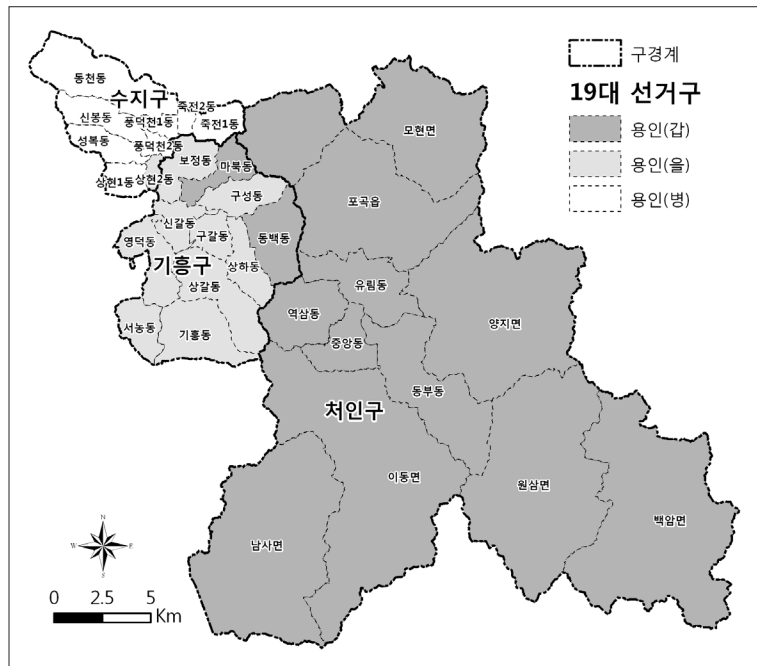 구경계
19대 선거구
용인(갑)
용인(을)
용인(병)
동천동
수지구
죽전2동
신봉동
풍덕천1동
죽전1동
성복동
풍덕천2동
보정동
마북동
상현1동
상현2동
구성동
모현면
포곡읍
신갈동
영덕동
구갈동
동백동
기흥구
상하동
상갈동
서농동
기흥동
유림동
역삼동
중앙동
양지면
동부동
처인구
이동면
원삼면
백암면
남사면
N
W
E
S
0 2.5 5
Km